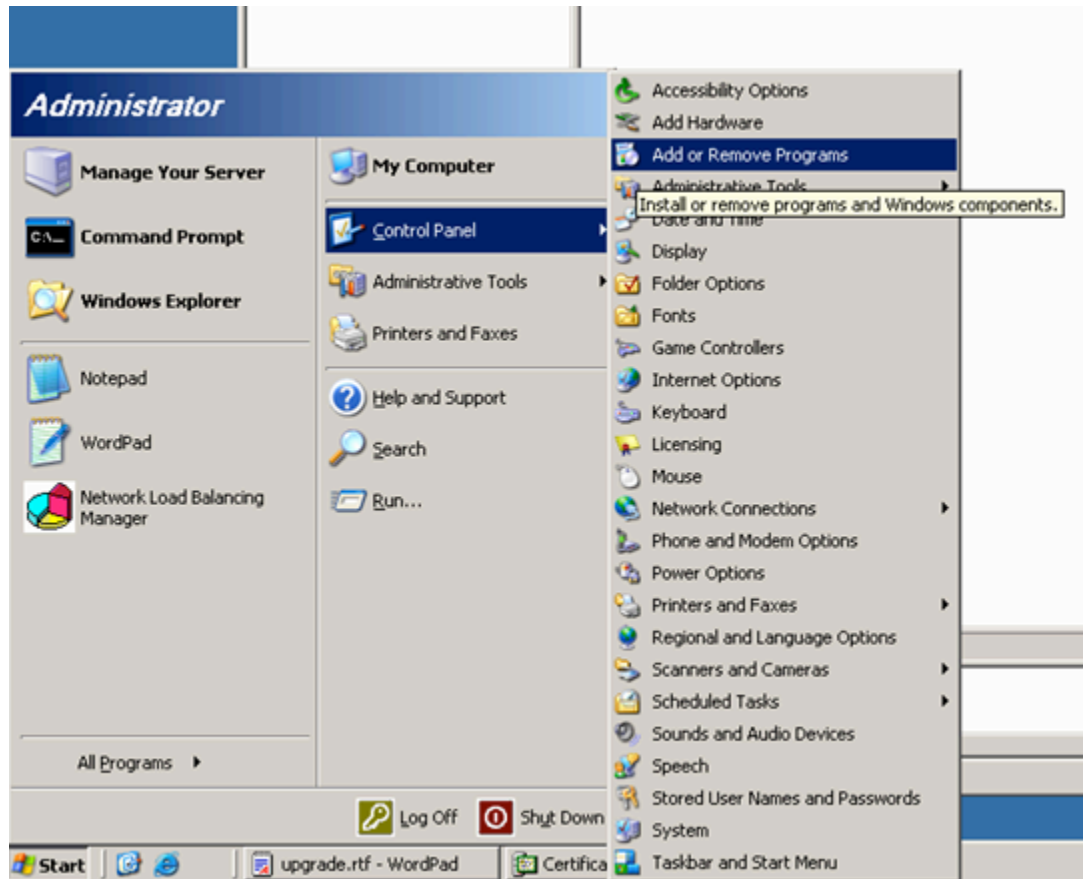 Administrator
Manage Your Server
Command Prompt
Windows Explorer
Notepad
WordPad
Network Load Balancing
Manager
All Programs
My Computer
Control Panel
Administrative Tools
Printers and Faxes
Help and Support
Search
Run...
Log Off
Shut Down
Accessibility Options
Add Hardware
Add or Remove Programs
Administrative Tools
Install or remove programs and Windows components.
Date and Time
Display
Folder Options
Fonts
Game Controllers
Internet Options
Keyboard
Licensing
Mouse
Network Connections
Phone and Modem Options
Power Options
Printers and Faxes
Regional and Language Options
Scanners and Cameras
Scheduled Tasks
Sounds and Audio Devices
Speech
Stored User Names and Passwords
System
Taskbar and Start Menu
Start
upgrade.rtf - WordPad
Certifica